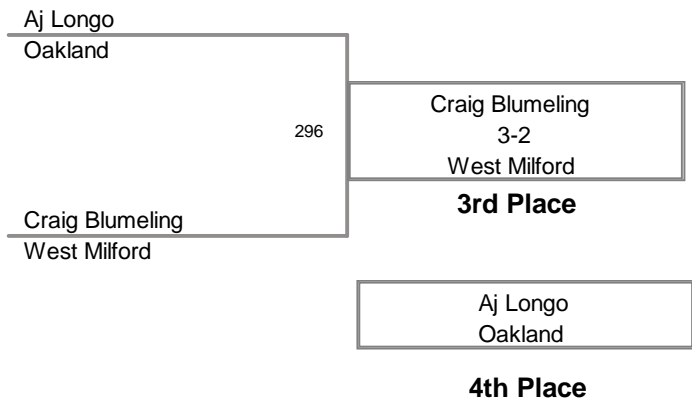 Aj Longo
Oakland
296
Craig Blumeling
3-2
West Milford
3rd Place
Craig Blumeling
West Milford
Aj Longo
Oakland
4th Place